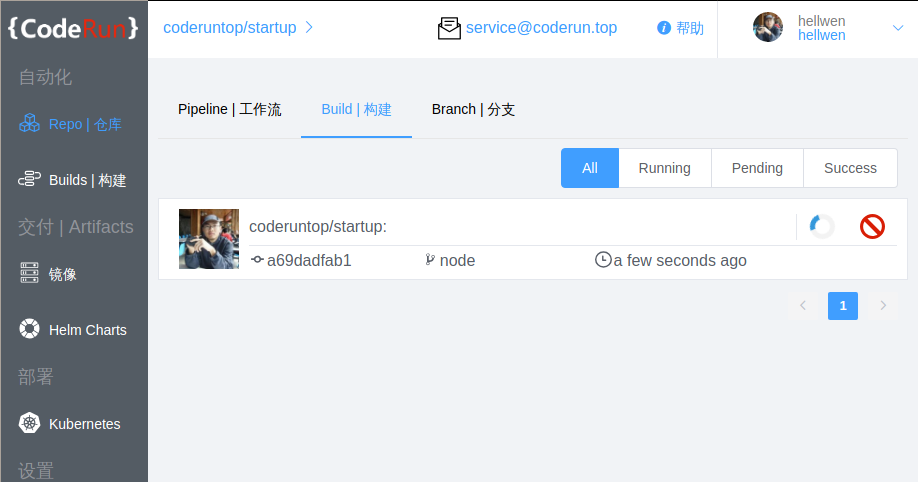 {CodeRun}
coderuntop/startup
service@coderun.top
帮助
hellwen
hellwen
自动化
Repo | 仓库
Builds | 构建
交付 | Artifacts
镜像
Helm Charts
部署
Kubernetes
设置
Pipeline | 工作流
Build | 构建
Branch | 分支
All
Running
Pending
Success
coderuntop/startup:
a69dadfab1
node
a few seconds ago
1